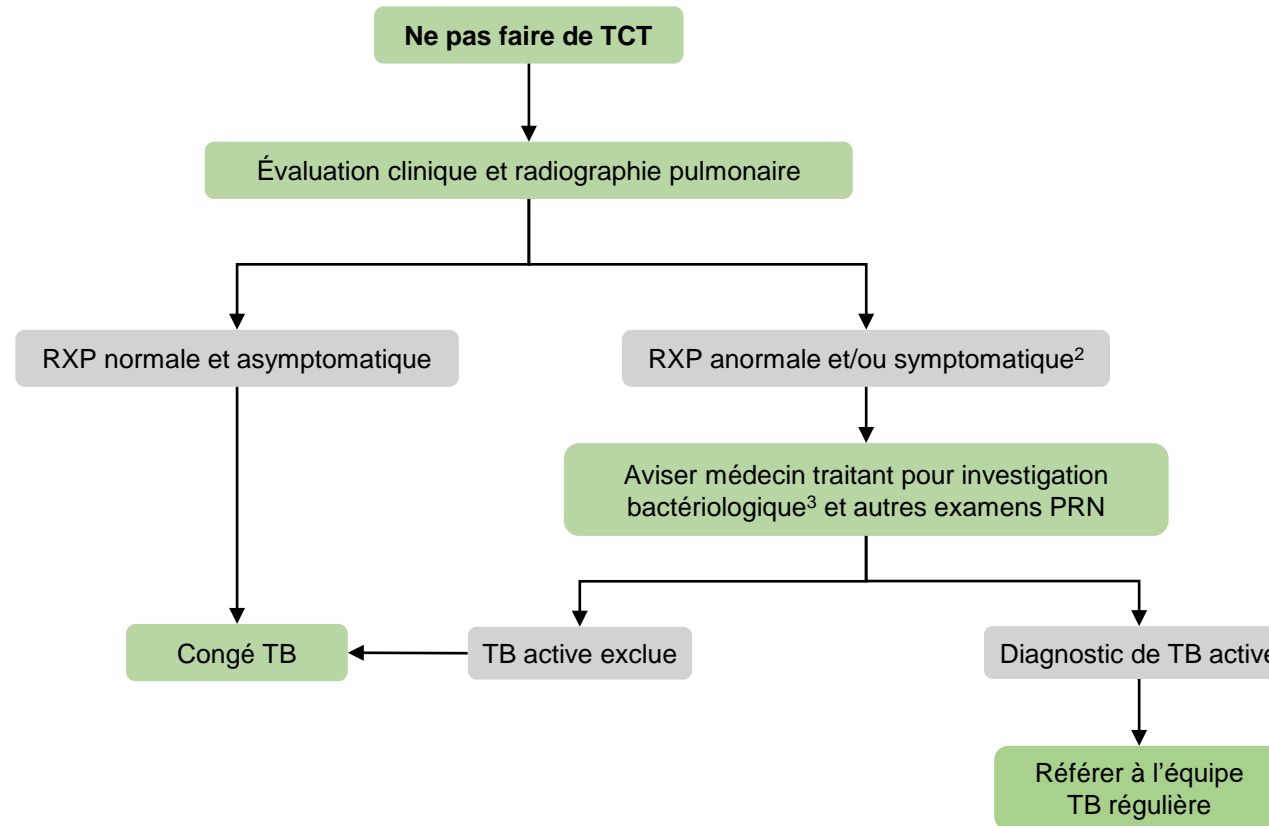 Ne pas faire de TCT
Évaluation clinique et radiographie pulmonaire
RXP normale et asymptomatique
RXP anormale et/ou symptomatique²
Aviser médecin traitant pour investigation
bactériologique³ et autres examens PRN
Congé TB
TB active exclue
Diagnostic de TB active
Référer à l’équipe
TB régulière